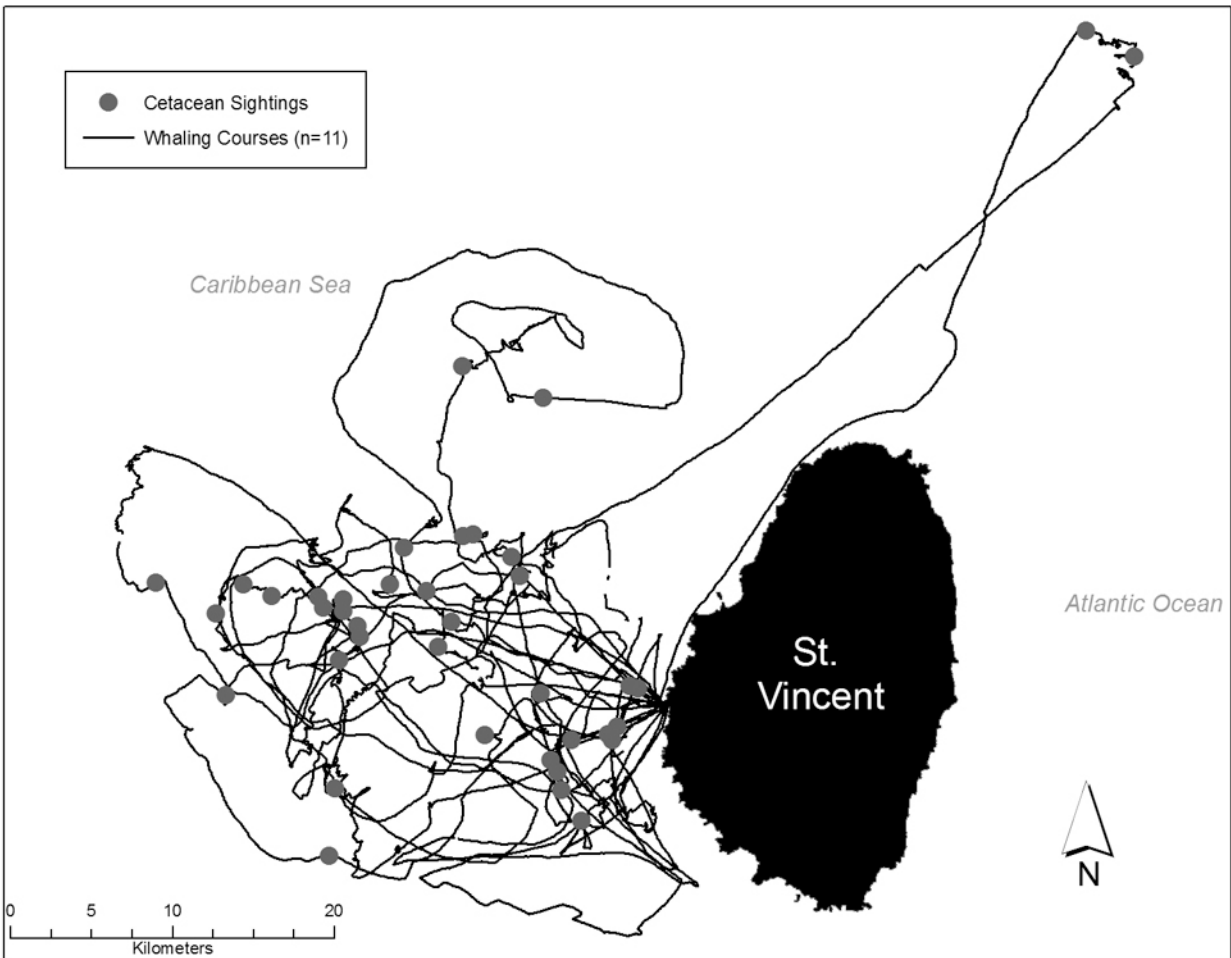 Cetacean Sightings
Whaling Courses (n=11)
Caribbean Sea
Atlantic Ocean
St.
Vincent
N
0 5 10 20
Kilometers